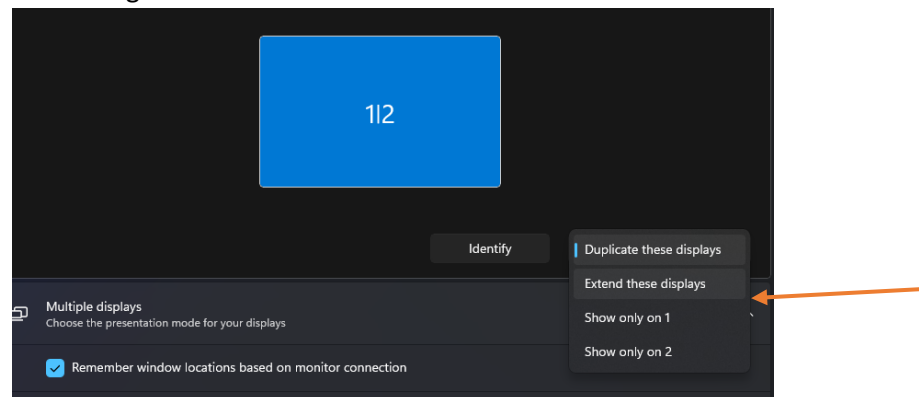 1|2
Identify
Duplicate these displays
Extend these displays
Show only on 1
Show only on 2
Multiple displays
Choose the presentation mode for your displays
Remember window locations based on monitor connection